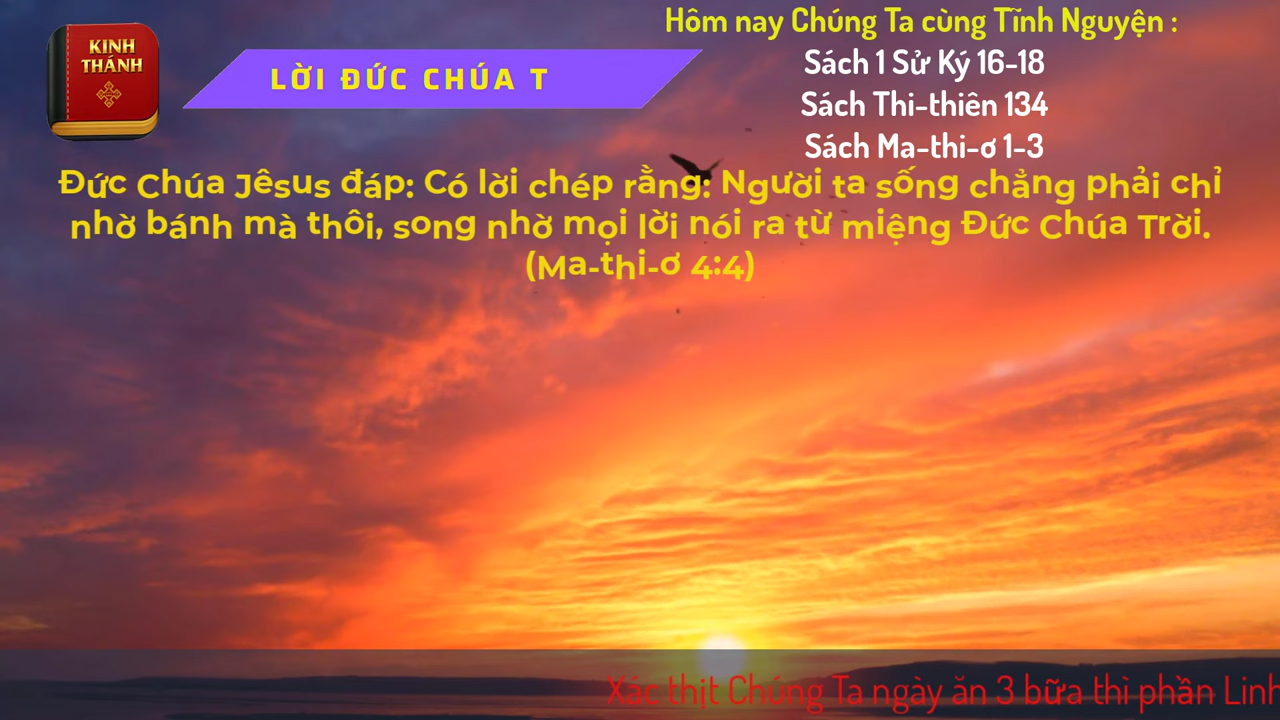 KINH
THÁNH
LỜI ĐỨC CHÚA T
Hôm nay Chúng Ta cùng Tĩnh Nguyện :
Sách 1 Sử Ký 16-18
Sách Thi-thiên 134
Sách Ma-thi-ơ 1-3
Đức Chúa Jêsus đáp: Có lời chép rằng: Người ta sống chẳng phải chỉ
nhờ bánh mà thôi, song nhờ mọi lời nói ra từ miệng Đức Chúa Trời.
(Ma-thi-ơ 4:4)
Xác thịt Chúng Ta ngày ăn 3 bữa thì phần Linh